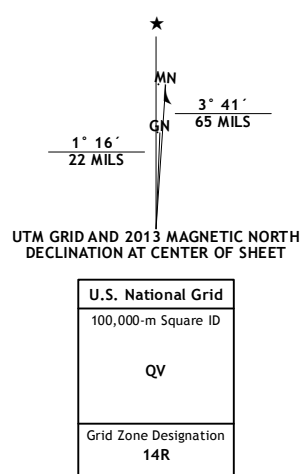 MN
3° 41´
65 MILS
GN
1° 16´
22 MILS
UTM GRID AND 2013 MAGNETIC NORTH
DECLINATION AT CENTER OF SHEET
U.S. National Grid
100,000-m Square ID
QV
Grid Zone Designation
14R